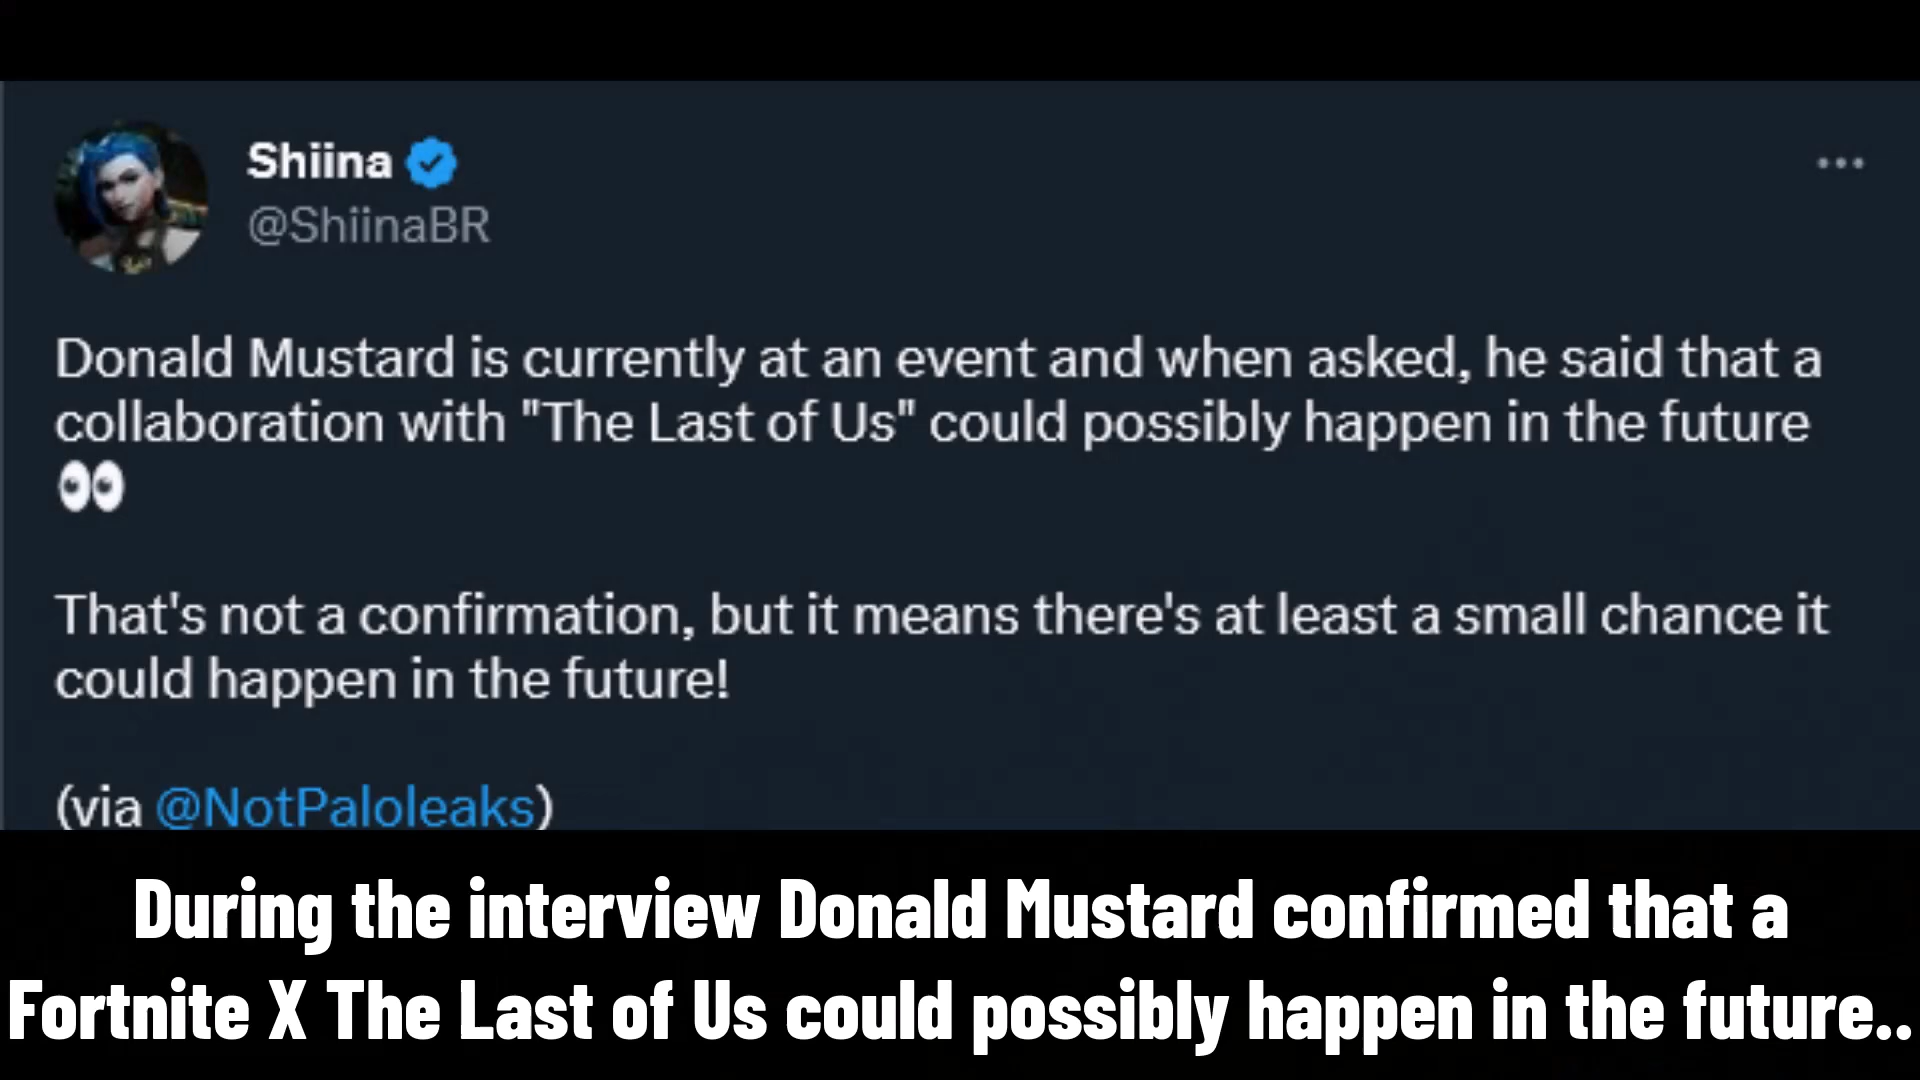 Shiina
@ShiinaBR
Donald Mustard is currently at an event and when asked, he said that a
collaboration with "The Last of Us" could possibly happen in the future
👀
That's not a confirmation, but it means there's at least a small chance it
could happen in the future!
(via @NotPaloleaks)
During the interview Donald Mustard confirmed that a
Fortnite X The Last of Us could possibly happen in the future..